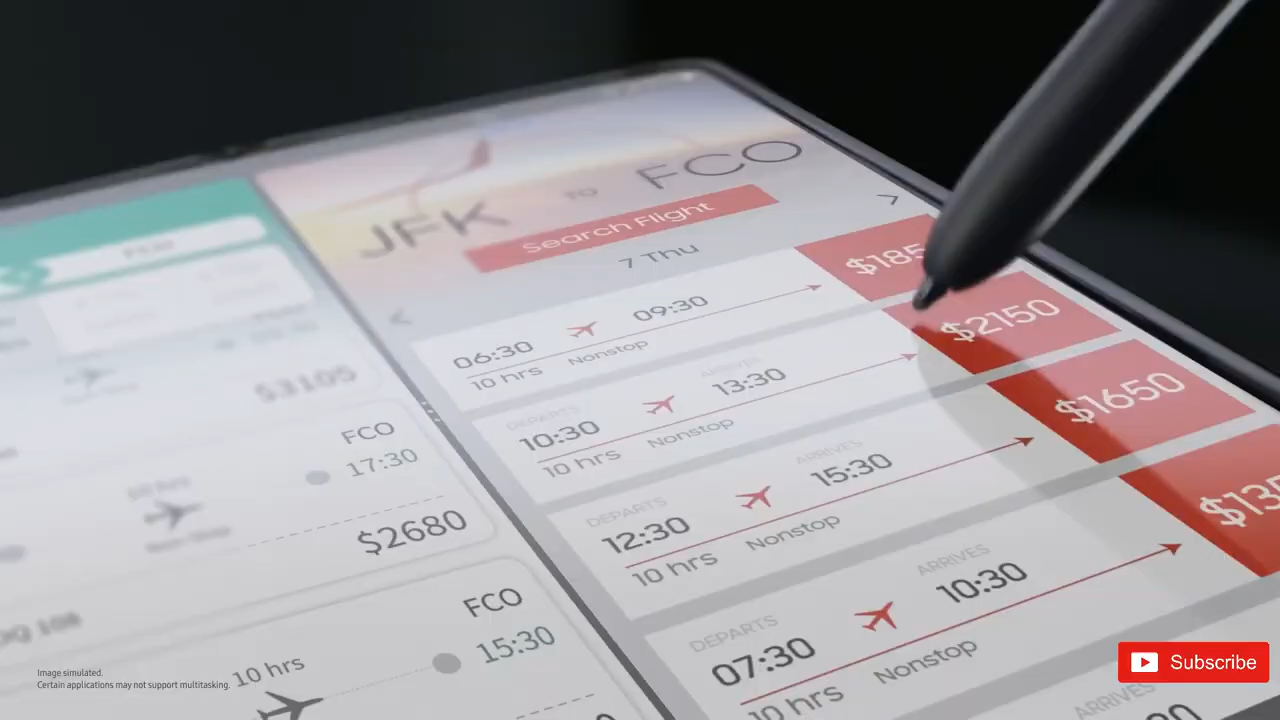 JFK TO FCO
Search Flight
7 Thu
06:30 09:30
10 hrs Nonstop
DEPARTS ARRIVES
10:30 13:30
10 hrs Nonstop
$2150
DEPARTS ARRIVES
12:30 15:30
10 hrs Nonstop
$1650
DEPARTS ARRIVES
07:30 10:30
10 hrs Nonstop
ARRIVES
$3105
FCO
17:30
$2680
FCO
15:30
10 hrs
Image simulated.
Certain applications may not support multitasking.
Subscribe